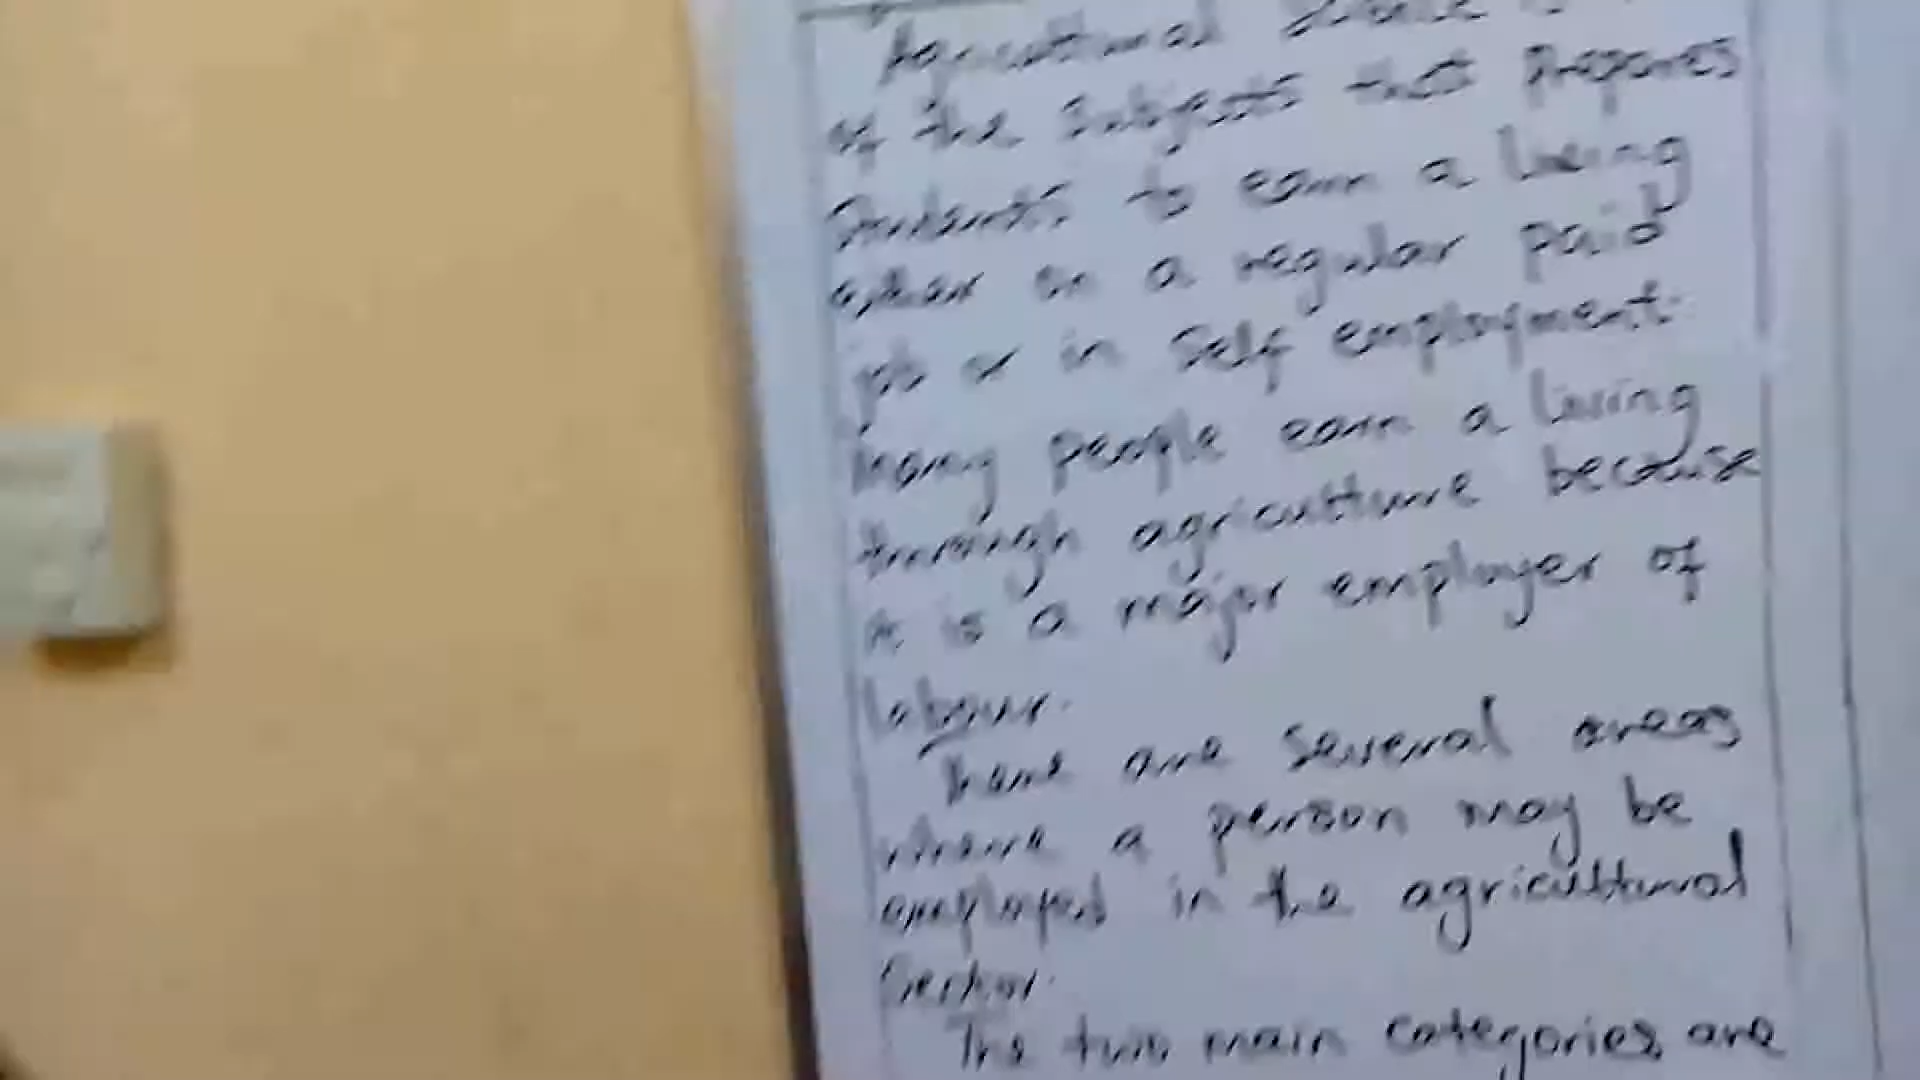 Agricultural Science is
of the subjects that prepares
Students to earn a living
either in a regular paid
job or in Self employment.
Many people earn a living
through agriculture because
it is a major employer of
labour.
There are several areas
where a person may be
employed in the agricultural
Sector.
The two main categories are